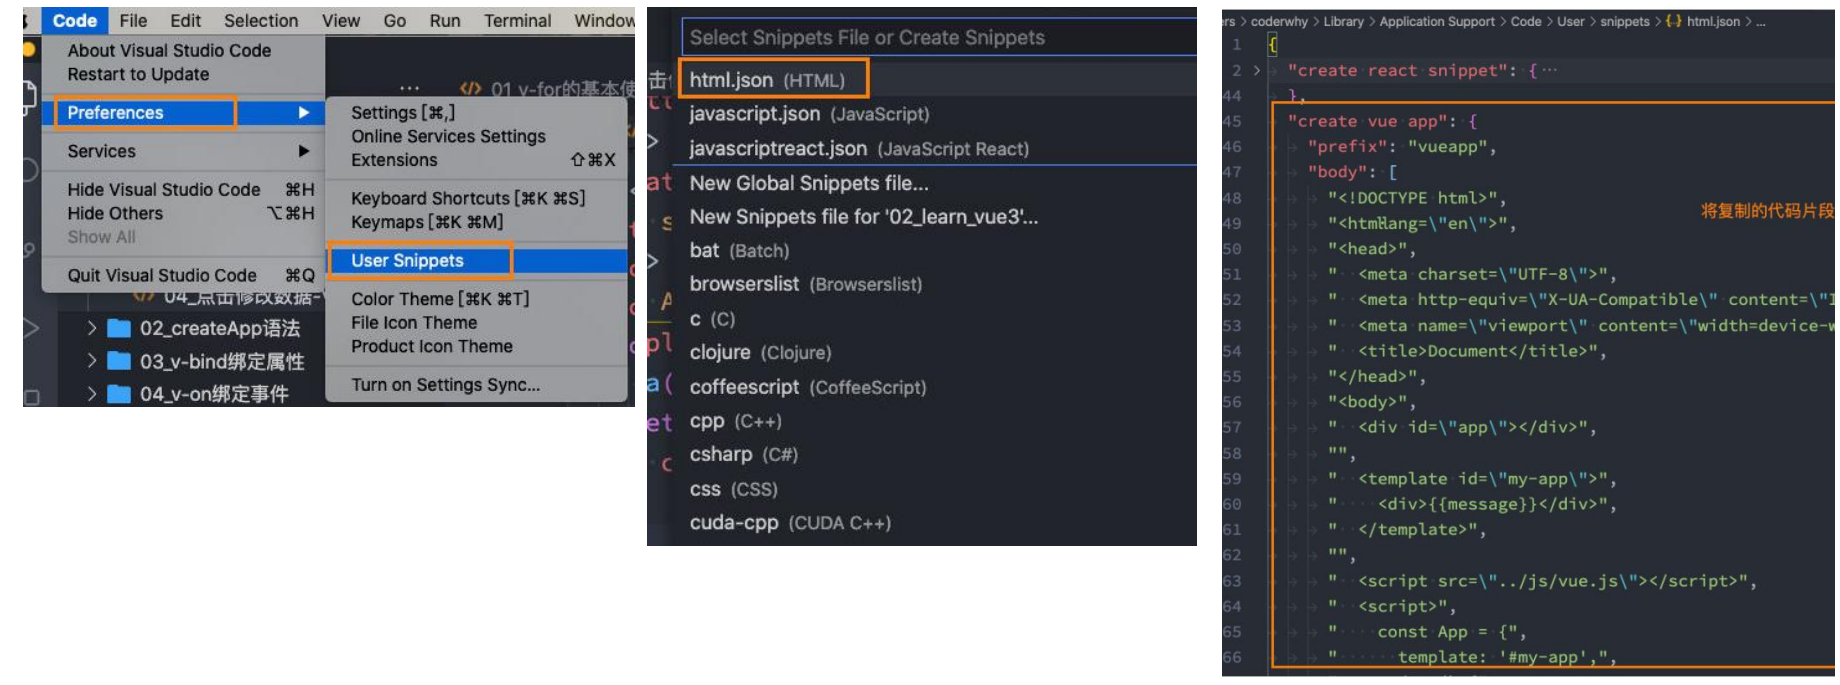 Code File Edit Selection View Go Run Terminal Window
About Visual Studio Code
Restart to Update
Preferences
Services
Hide Visual Studio Code ⌘H
Hide Others ⌥⌘H
Show All
Quit Visual Studio Code ⌘Q
... </> 01 v-for的基本使
Settings [⌘,]
Online Services Settings
Extensions ⇧⌘X
Keyboard Shortcuts [⌘K ⌘S]
Keymaps [⌘K ⌘M]
User Snippets
Color Theme [⌘K ⌘T]
File Icon Theme
Product Icon Theme
Turn on Settings Sync...
</> 04_点击修改数据-
> 02_createApp语法
> 03_v-bind绑定属性
> 04_v-on绑定事件
Select Snippets File or Create Snippets
html.json (HTML)
javascript.json (JavaScript)
javascriptreact.json (JavaScript React)
New Global Snippets file...
New Snippets file for '02_learn_vue3'...
bat (Batch)
browserslist (Browserslist)
c (C)
clojure (Clojure)
coffeescript (CoffeeScript)
cpp (C++)
csharp (C#)
css (CSS)
cuda-cpp (CUDA C++)
ers > coderwhy > Library > Application Support > Code > User > snippets > {..} html.json > ...
1 {
2 > "create react snippet": { ...
44 },
45 "create vue app": {
46 "prefix": "vueapp",
47 "body": [
48 "<!DOCTYPE html>",
将复制的代码片段
49 "<html lang=\"en\">",
50 "<head>",
51 " <meta charset=\"UTF-8\">",
52 " <meta http-equiv=\"X-UA-Compatible\" content=\"I
53 " <meta name=\"viewport\" content=\"width=device-w
54 " <title>Document</title>",
55 "</head>",
56 "<body>",
57 " <div id=\"app\"></div>",
58 "",
59 " <template id=\"my-app\">",
60 " <div>{{message}}</div>",
61 " </template>",
62 "",
63 " <script src=\"../js/vue.js\"></script>",
64 " <script>",
65 " const App = {",
66 " template: '#my-app',",